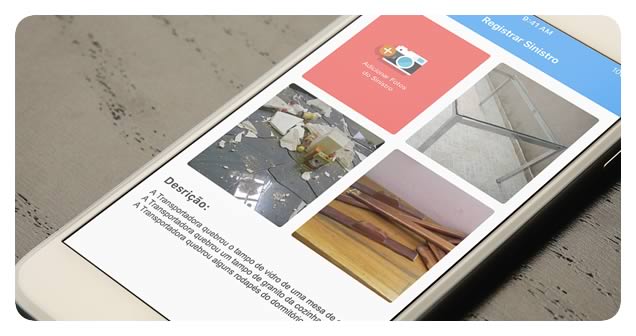 9:41 AM
Registrar Sinistro
Adicionar Fotos
do Sinistro
Desrição:
A Transportadora quebrou o tampo de vidro de uma mesa de
A Transportadora quebrou um tampo de granito da cozinha
A Transportadora quebrou alguns rodapés do dormitório